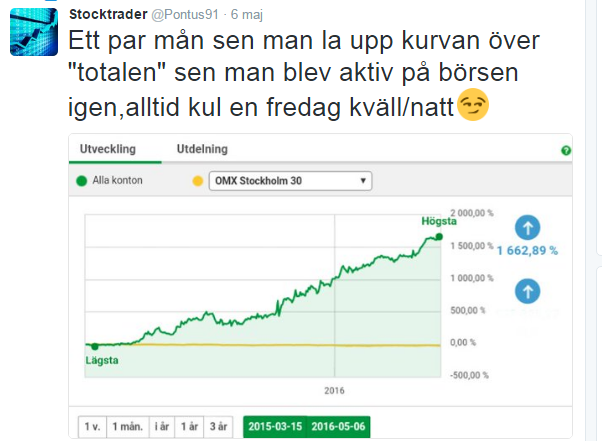 Stocktrader @Pontus91 · 6 maj
Ett par mån sen man la upp kurvan över
"totalen" sen man blev aktiv på börsen
igen,alltid kul en fredag kväll/natt😏
Utveckling Utdelning ?
Alla konton OMX Stockholm 30
2 000,00 %
Högsta
1 500,00 %
1 662,89 %
1 000,00 %
500,00 %
0,00 %
Lägsta
-500,00 %
2016
1 v. 1 mån. i år 1 år 3 år 2015-03-15 2016-05-06